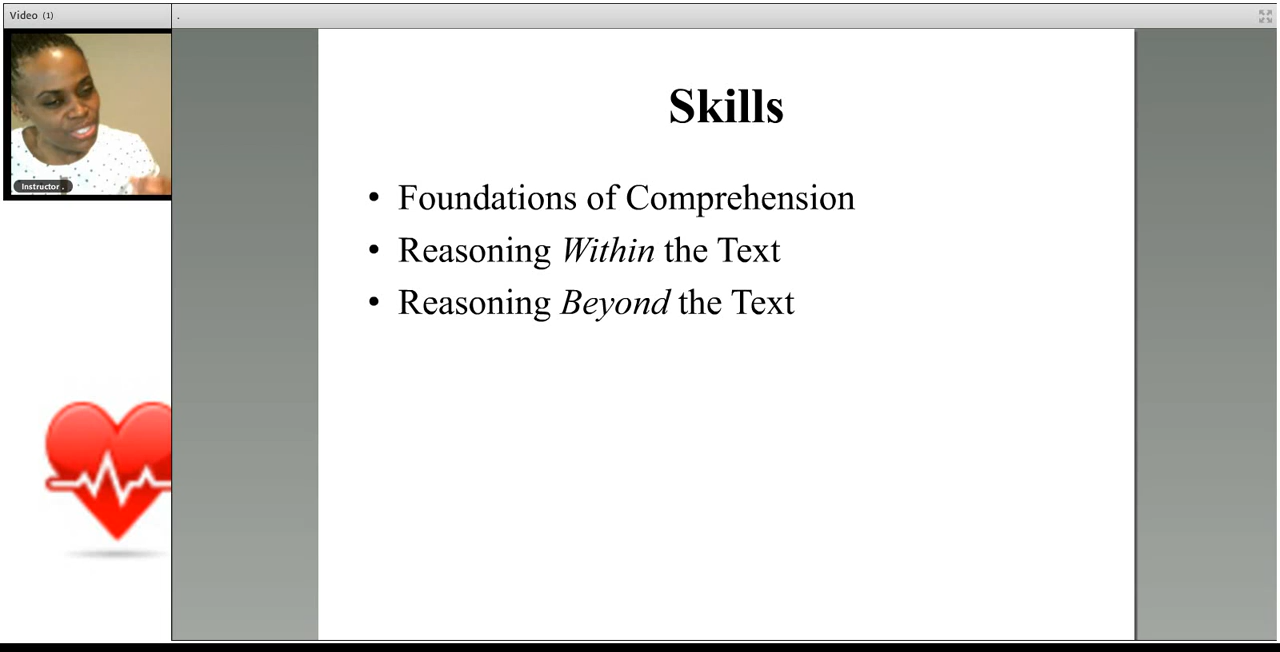 Video (1)
.
Instructor .
Skills
• Foundations of Comprehension
• Reasoning Within the Text
• Reasoning Beyond the Text